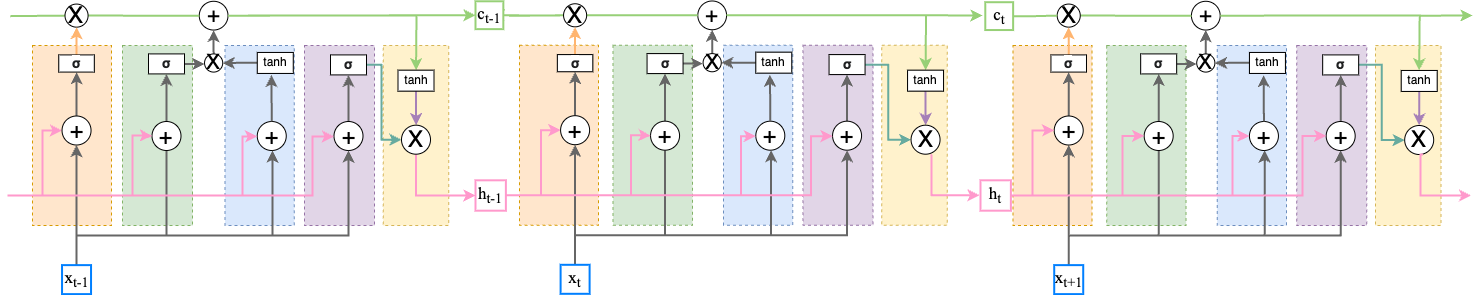 X + c_{t-1} X + c_t X +
σ σ X tanh σ tanh σ σ X tanh σ tanh σ σ X tanh σ tanh
+ + + + X + + + + X + + + + X
h_{t-1} h_t
x_{t-1} x_t x_{t+1}